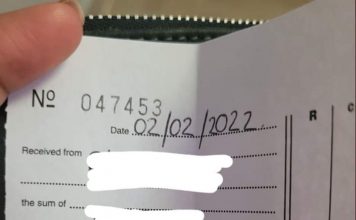 Nº 047453
Date 02/02/2022
R
Received from
the sum of